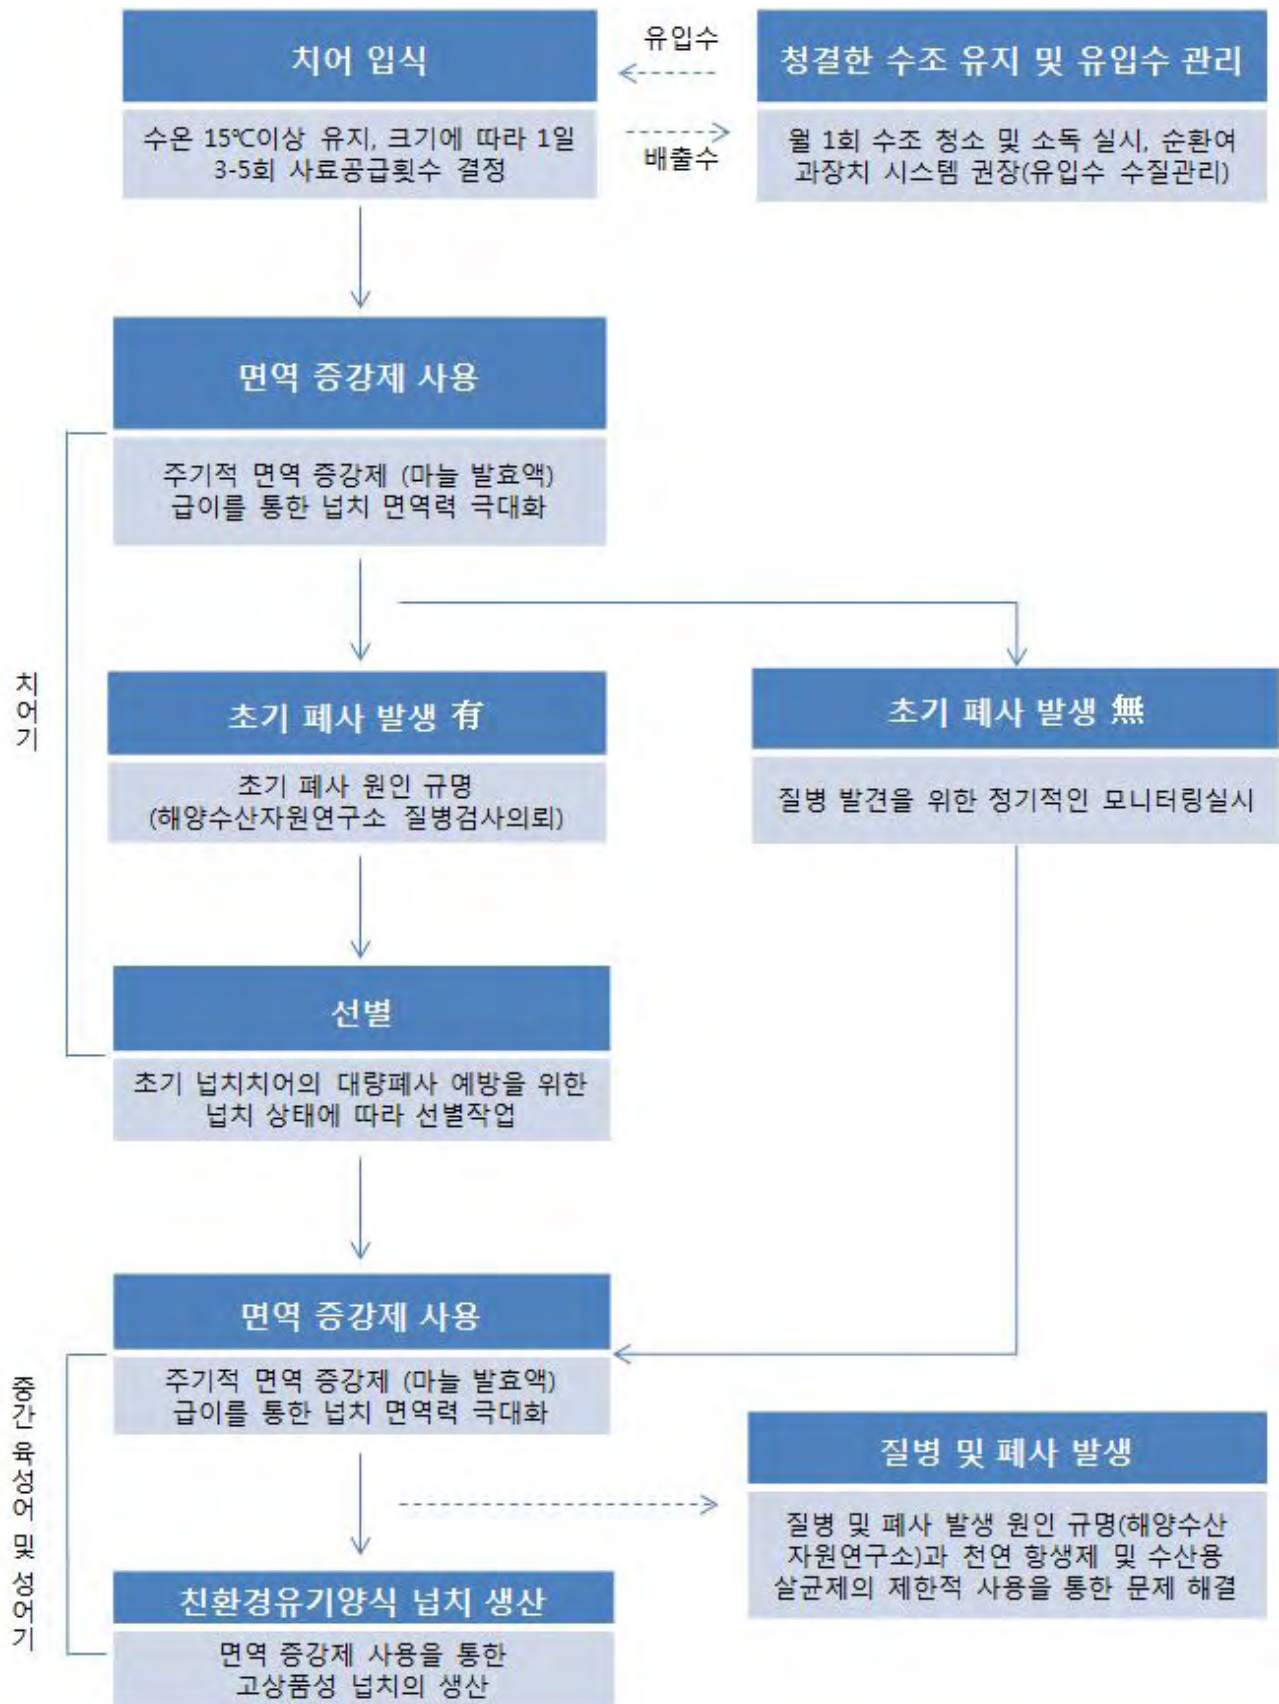 치어 입식
수온 15℃이상 유지, 크기에 따라 1일
3-5회 사료공급횟수 결정
유입수
배출수
청결한 수조 유지 및 유입수 관리
월 1회 수조 청소 및 소독 실시, 순환여
과장치 시스템 권장(유입수 수질관리)
면역 증강제 사용
주기적 면역 증강제 (마늘 발효액)
급이를 통한 넙치 면역력 극대화
치어기
초기 폐사 발생 有
초기 폐사 원인 규명
(해양수산자원연구소 질병검사의뢰)
초기 폐사 발생 無
질병 발견을 위한 정기적인 모니터링실시
선별
초기 넙치치어의 대량폐사 예방을 위한
넙치 상태에 따라 선별작업
면역 증강제 사용
주기적 면역 증강제 (마늘 발효액)
급이를 통한 넙치 면역력 극대화
중간 육성어 및 성어기
질병 및 폐사 발생
질병 및 폐사 발생 원인 규명(해양수산
자원연구소)과 천연 항생제 및 수산용
살균제의 제한적 사용을 통한 문제 해결
친환경유기양식 넙치 생산
면역 증강제 사용을 통한
고상품성 넙치의 생산